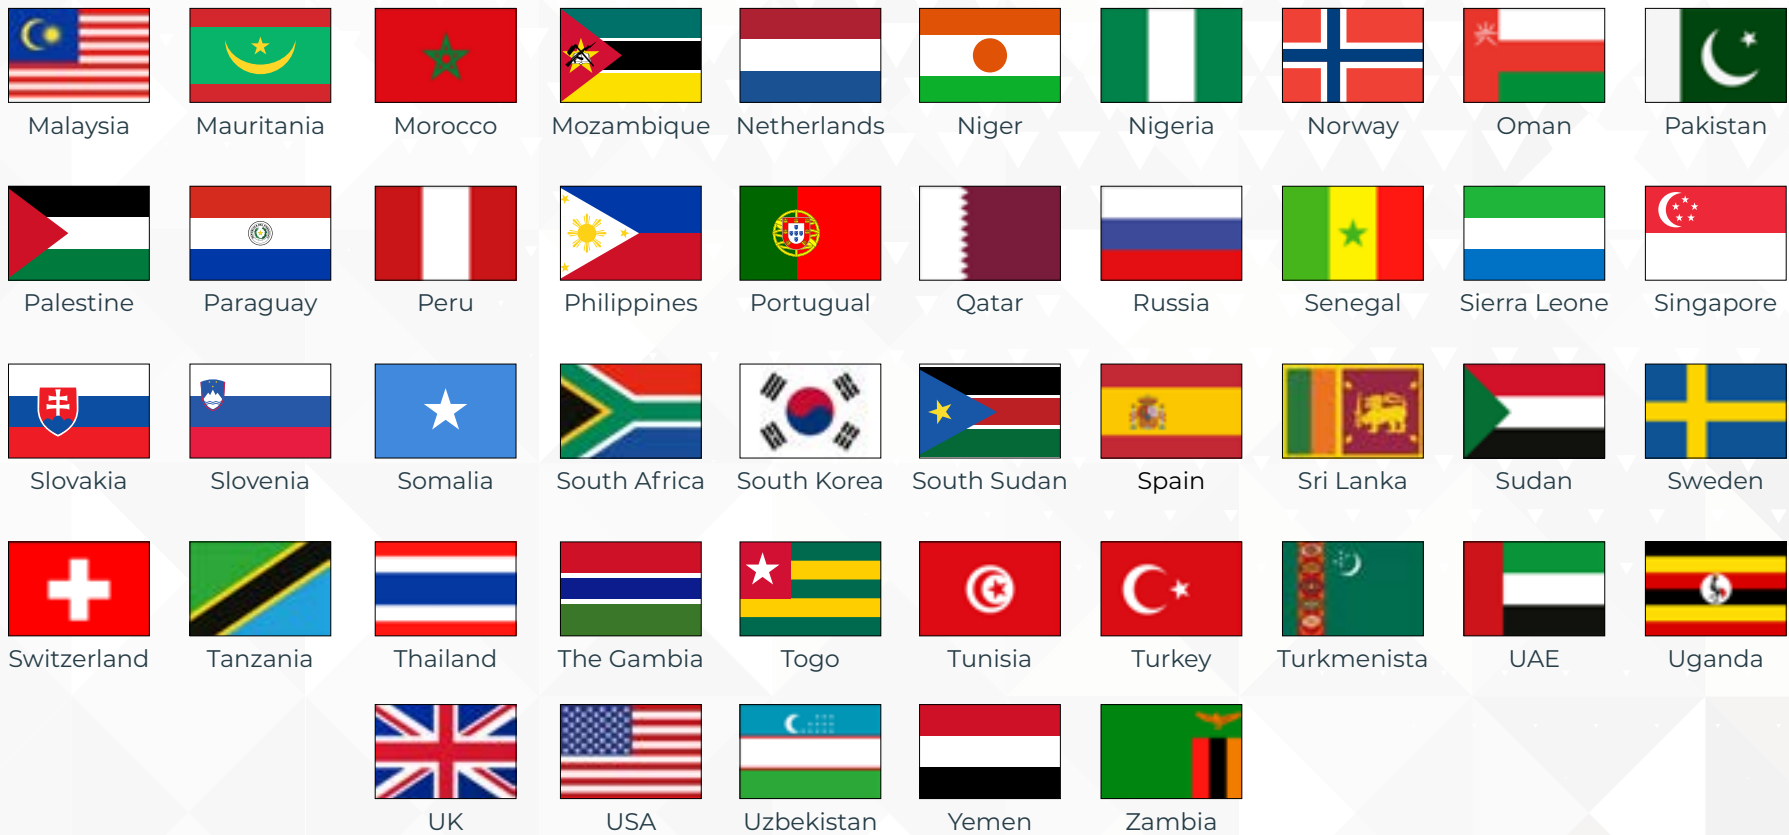 Malaysia Mauritania Morocco Mozambique Netherlands Niger Nigeria Norway Oman Pakistan
Palestine Paraguay Peru Philippines Portugual Qatar Russia Senegal Sierra Leone Singapore
Slovakia Slovenia Somalia South Africa South Korea South Sudan Spain Sri Lanka Sudan Sweden
Switzerland Tanzania Thailand The Gambia Togo Tunisia Turkey Turkmenista UAE Uganda
UK USA Uzbekistan Yemen Zambia